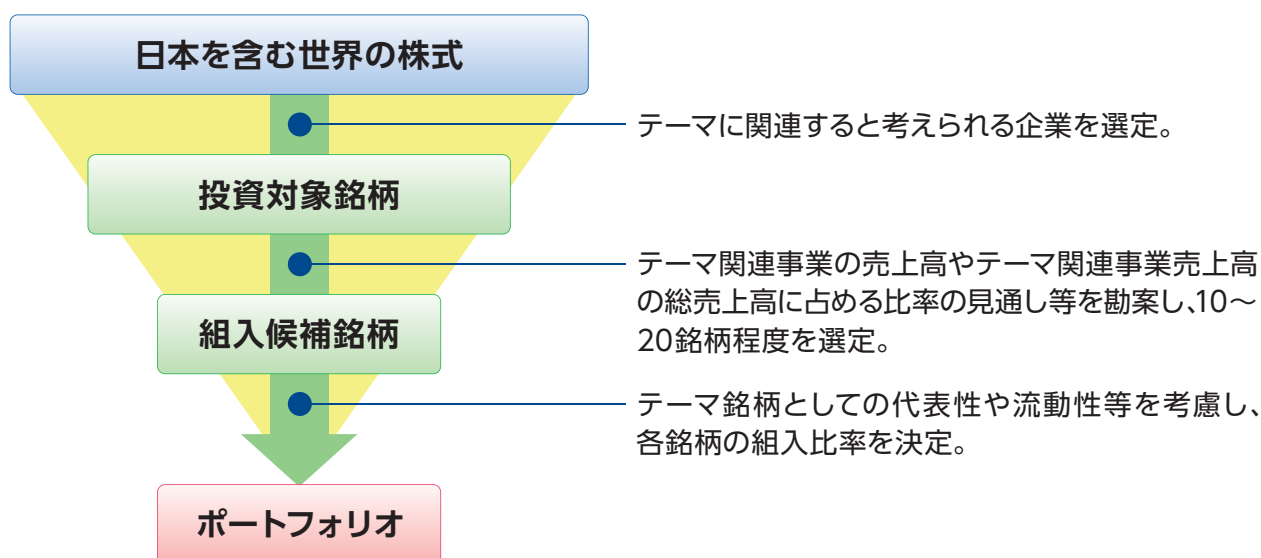 日本を含む世界の株式
テーマに関連すると考えられる企業を選定。
投資対象銘柄
テーマ関連事業の売上高やテーマ関連事業売上高
の総売上高に占める比率の見通し等を勘案し、10～
20銘柄程度を選定。
組入候補銘柄
テーマ銘柄としての代表性や流動性等を考慮し、
各銘柄の組入比率を決定。
ポートフォリオ